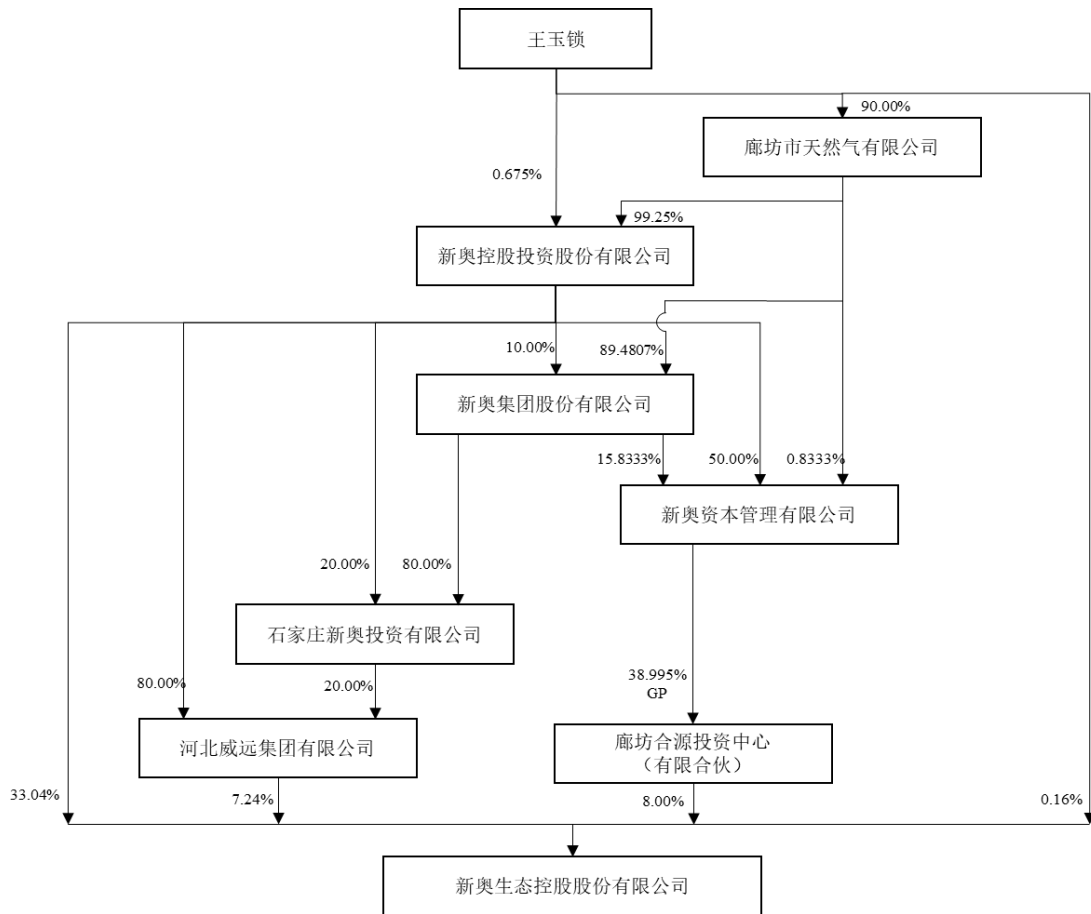 王玉锁
90.00%
廊坊市天然气有限公司
0.675%
99.25%
新奥控股投资股份有限公司
10.00%
89.4807%
新奥集团股份有限公司
15.8333%
50.00%
0.8333%
新奥资本管理有限公司
20.00%
80.00%
石家庄新奥投资有限公司
80.00%
20.00%
38.995%
GP
河北威远集团有限公司
廊坊合源投资中心
（有限合伙）
33.04%
7.24%
8.00%
0.16%
新奥生态控股股份有限公司